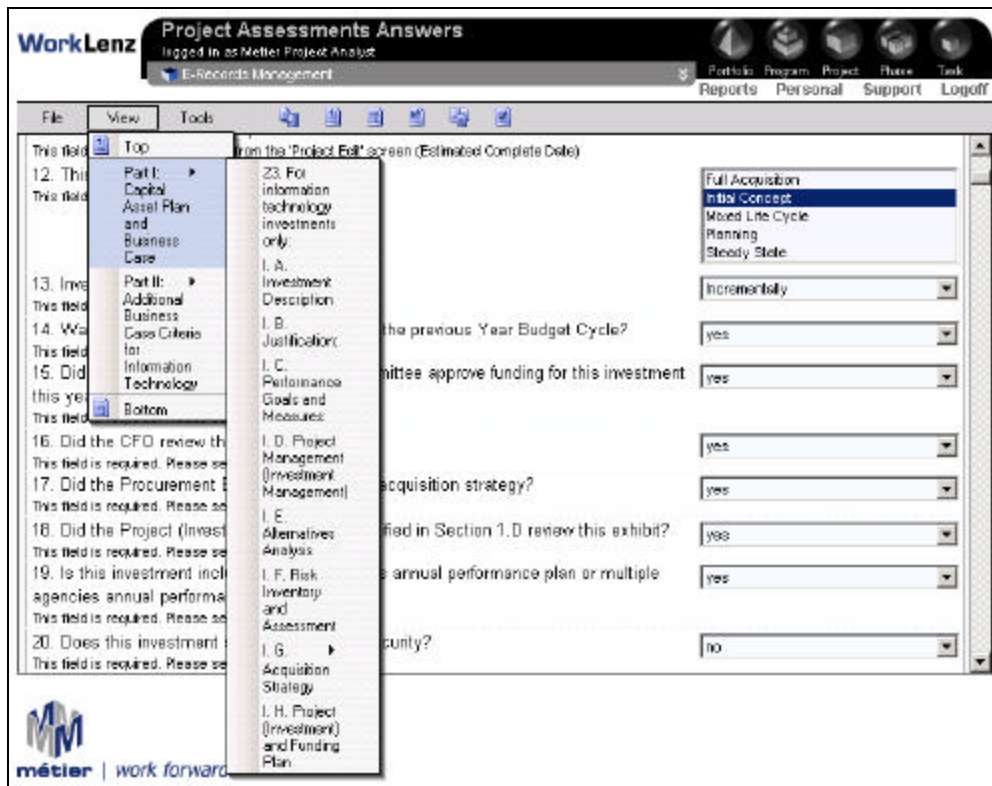 WorkLenz
Project Assessments Answers
logged in as Metier Project Analyst
E-Records Management
Portfolio Program Project Phase Task
Reports Personal Support Logoff
File View Tools
This field from the 'Project Edit' screen (Estimated Complete Date)
12. This
This field
Full Acquisition
Initial Concept
Mixed Life Cycle
Planning
Steady State
13. Inve
This field
Incrementally
14. Wa the previous Year Budget Cycle?
This field
yes
15. Did mittee approve funding for this investment
this yea
This field
yes
16. Did the CFO review th
This field is required. Please se
yes
17. Did the Procurement E acquisition strategy?
This field is required. Please se
yes
18. Did the Project (Invest fied in Section 1.D review this exhibit?
This field is required. Please se
yes
19. Is this investment incl s annual performance plan or multiple
agencies annual performa
This field is required. Please se
yes
20. Does this investment curity?
This field is required. Please se
no
Top
Part I:
Capital
Asset Plan
and
Business
Case
Part II:
Additional
Business
Case Criteria
for
Information
Technology
Bottom
23. For
information
technology
investments
only:
I. A.
Investment
Description
I. B.
Justification:
I. C.
Performance
Goals and
Measures:
I. D. Project
Management
(Investment
Management)
I. E.
Alternatives
Analysis
I. F. Risk
Inventory
and
Assessment
I. G.
Acquisition
Strategy
I. H. Project
(Investment)
and Funding
Plan
métier | work forward